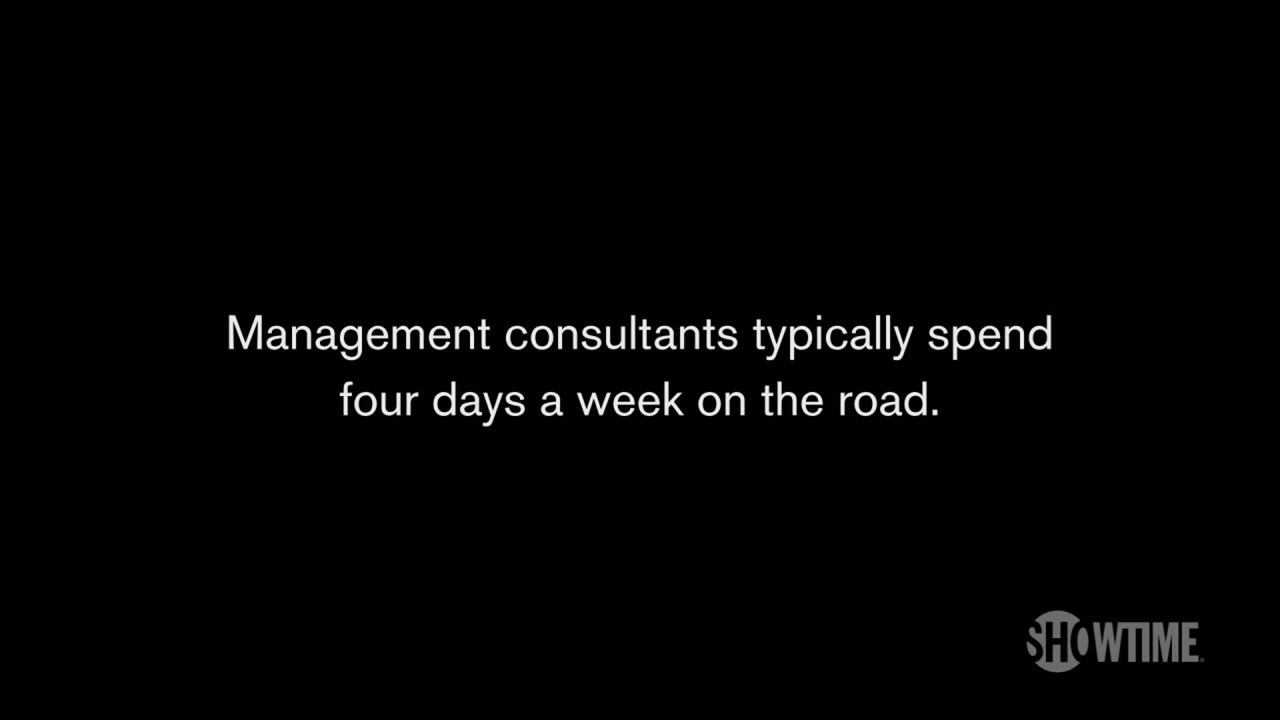 Management consultants typically spend
four days a week on the road.
SHOWTIME